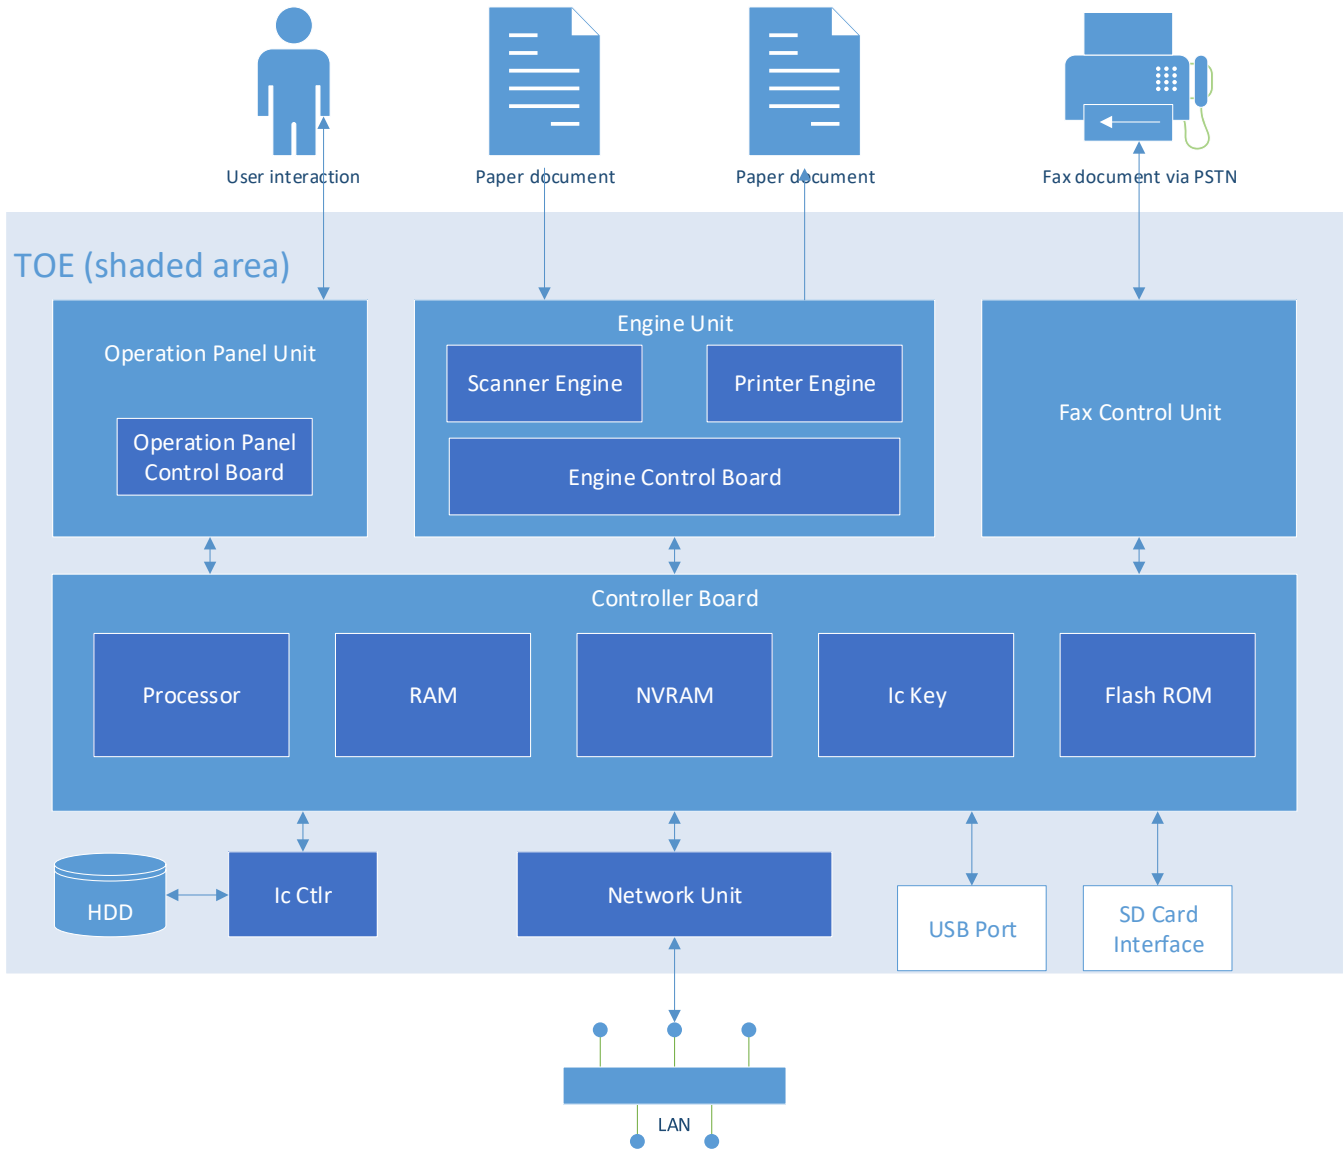 User interaction
Paper document
Paper document
Fax document via PSTN
TOE (shaded area)
Operation Panel Unit
Operation Panel
Control Board
Engine Unit
Scanner Engine
Printer Engine
Engine Control Board
Fax Control Unit
Controller Board
Processor
RAM
NVRAM
Ic Key
Flash ROM
HDD
Ic Ctlr
Network Unit
USB Port
SD Card
Interface
LAN